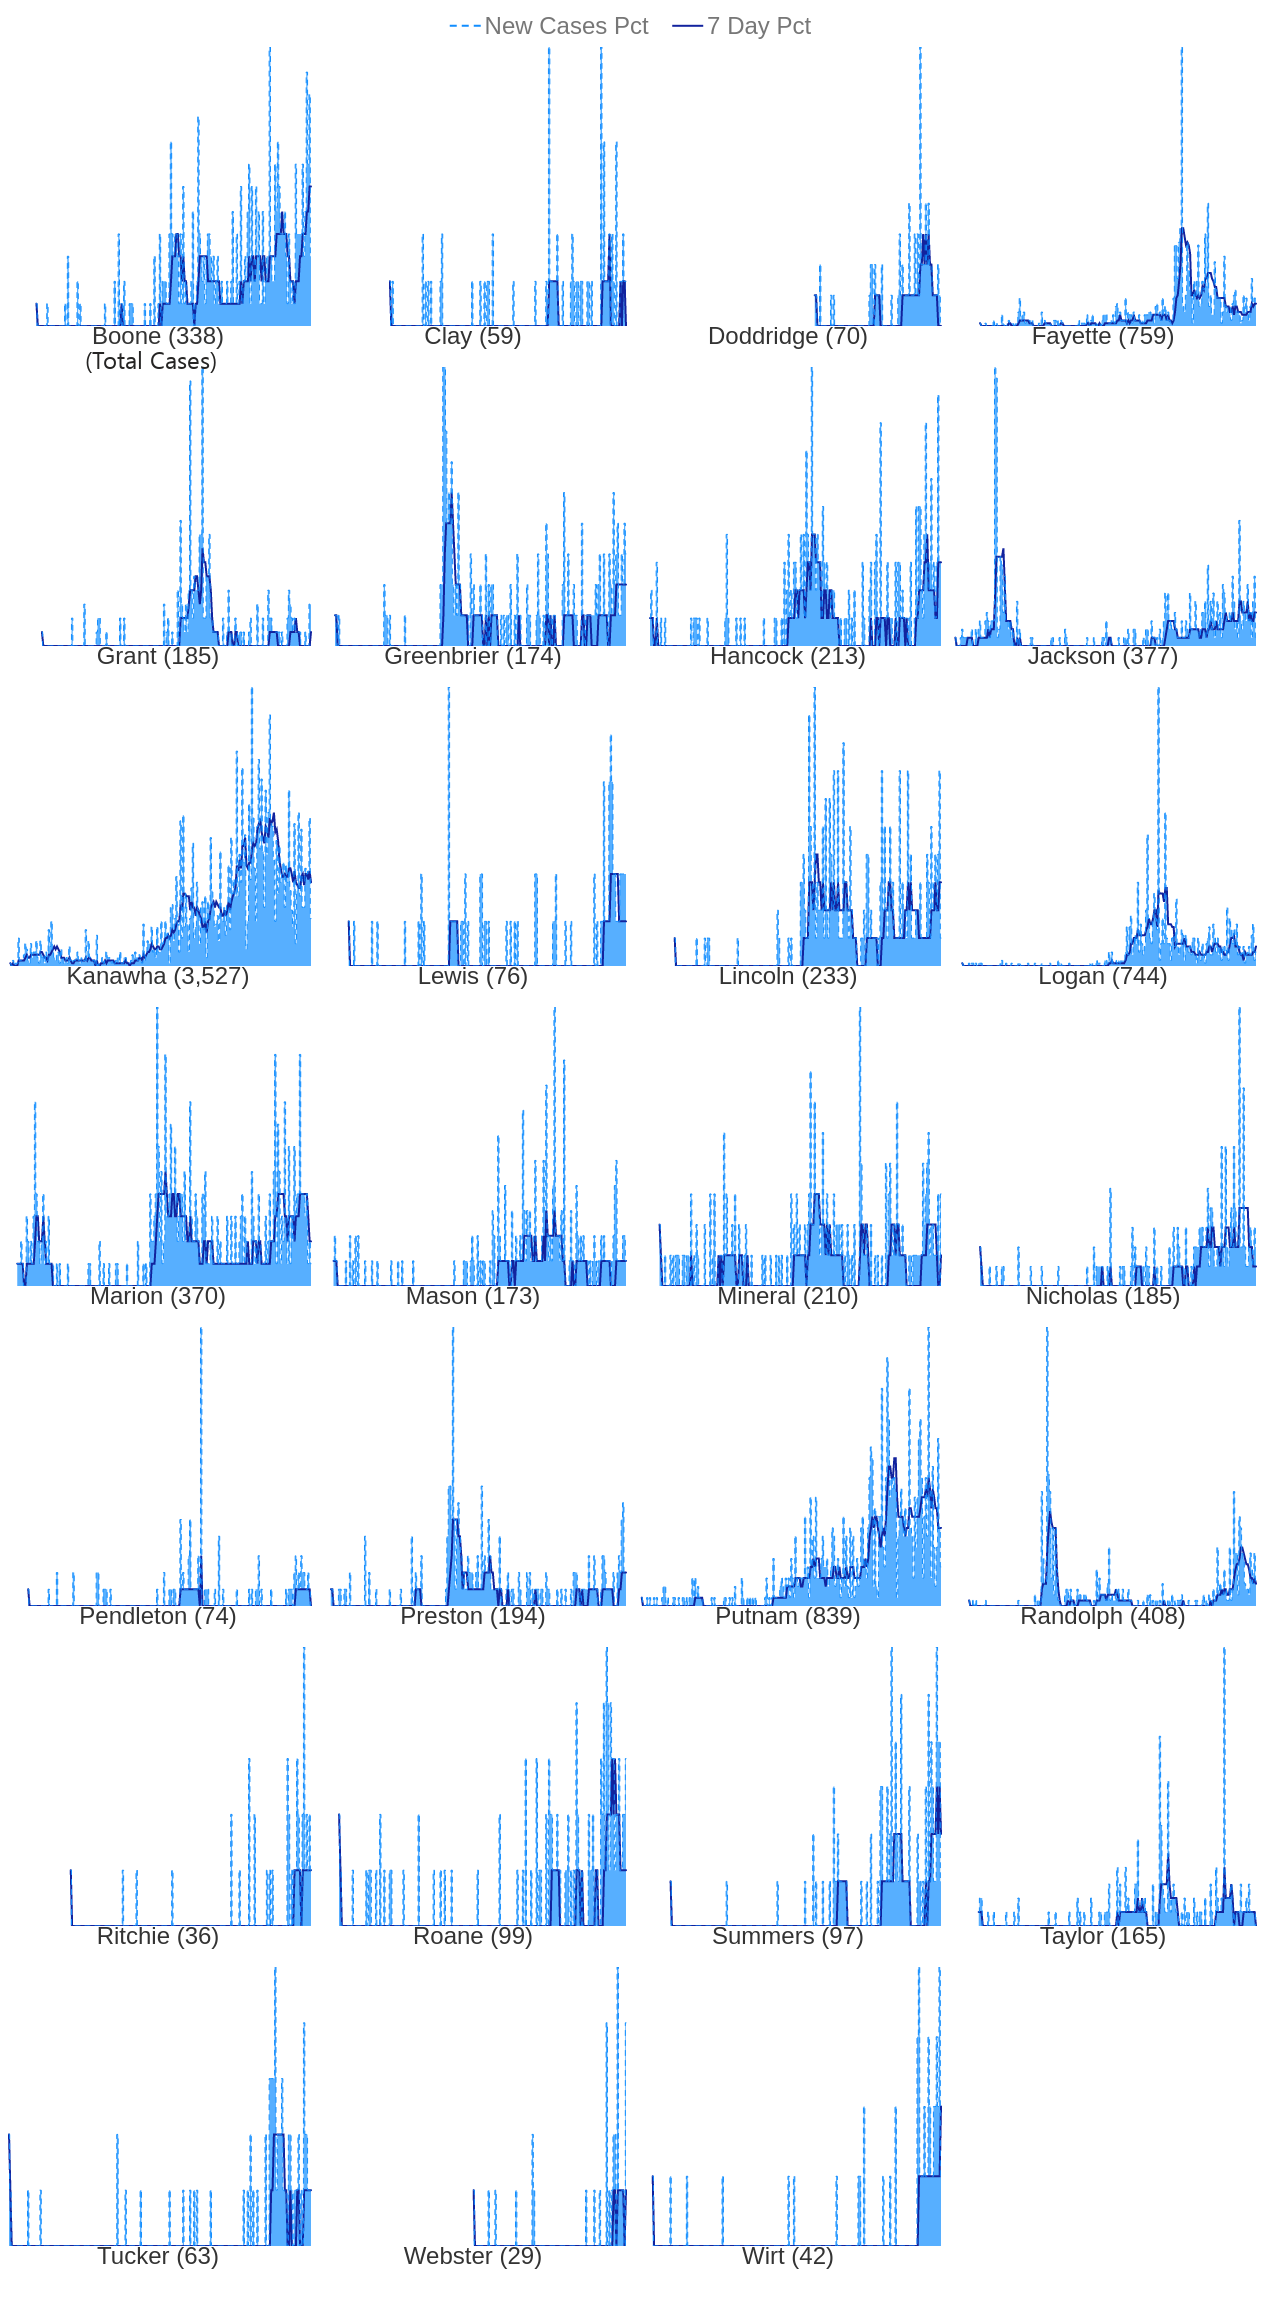 New Cases Pct 7 Day Pct
Boone (338) Clay (59) Doddridge (70) Fayette (759)
(Total Cases)
Grant (185) Greenbrier (174) Hancock (213) Jackson (377)
Kanawha (3,527) Lewis (76) Lincoln (233) Logan (744)
Marion (370) Mason (173) Mineral (210) Nicholas (185)
Pendleton (74) Preston (194) Putnam (839) Randolph (408)
Ritchie (36) Roane (99) Summers (97) Taylor (165)
Tucker (63) Webster (29) Wirt (42)